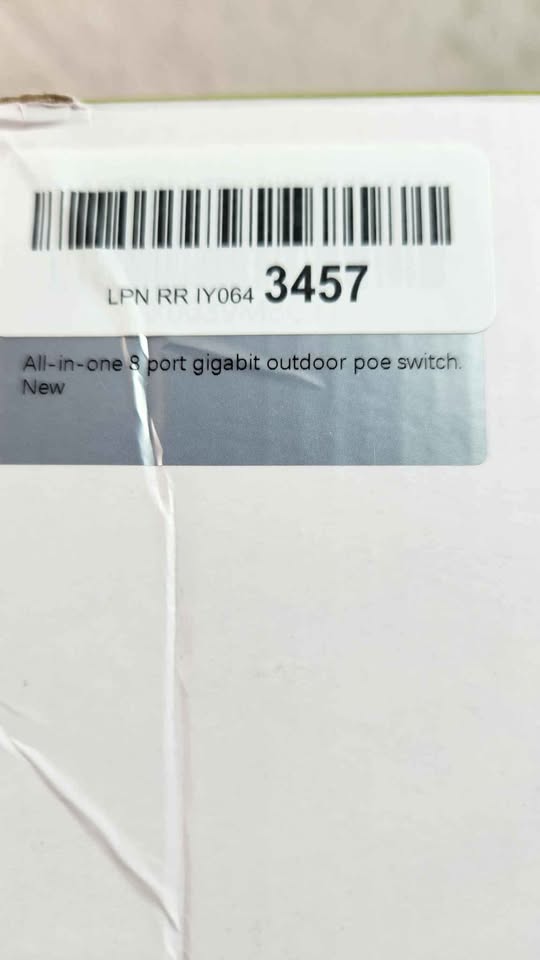 LPN RR IY064 3457
All-in-one 8 port gigabit outdoor poe switch.
New